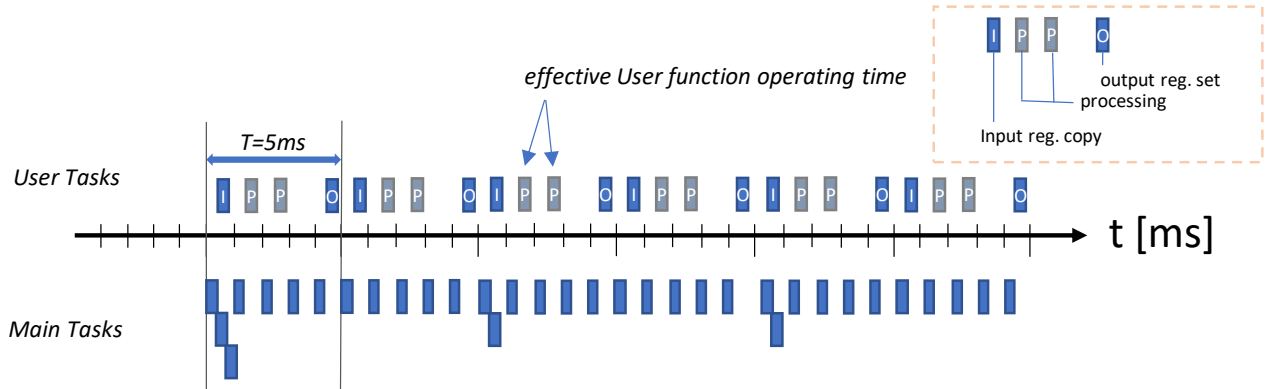 I P P O
output reg. set
processing
Input reg. copy
effective User function operating time
T=5ms
User Tasks
I P P O I P P O I P P O I P P O I P P O I P P O
t [ms]
Main Tasks